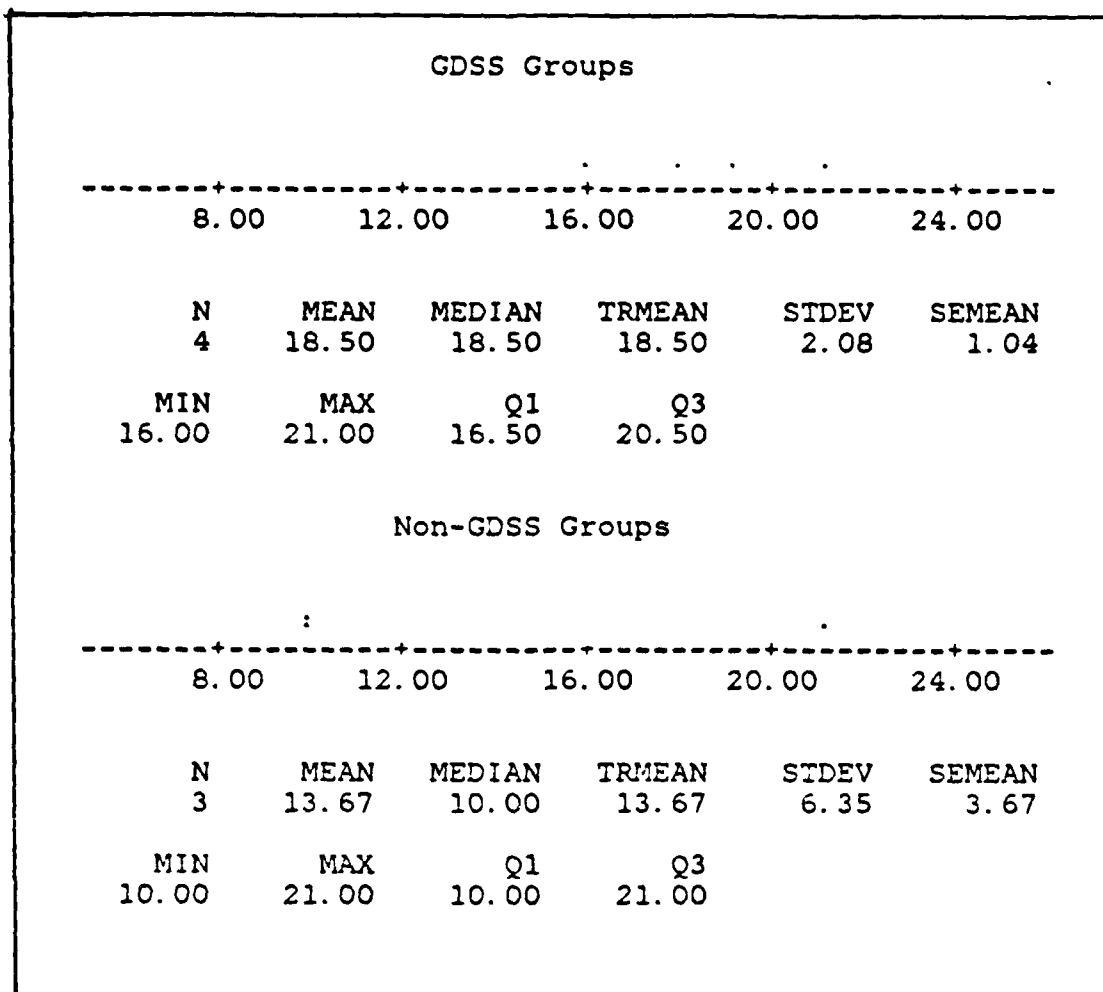 GDSS Groups
-------+---------+---------+---------+---------+-----
8.00 12.00 16.00 20.00 24.00
N MEAN MEDIAN TRMEAN STDEV SEMEAN
4 18.50 18.50 18.50 2.08 1.04
MIN MAX Q1 Q3
16.00 21.00 16.50 20.50
Non-GDSS Groups
-------+---------+---------+---------+---------+-----
8.00 12.00 16.00 20.00 24.00
N MEAN MEDIAN TRMEAN STDEV SEMEAN
3 13.67 10.00 13.67 6.35 3.67
MIN MAX Q1 Q3
10.00 21.00 10.00 21.00